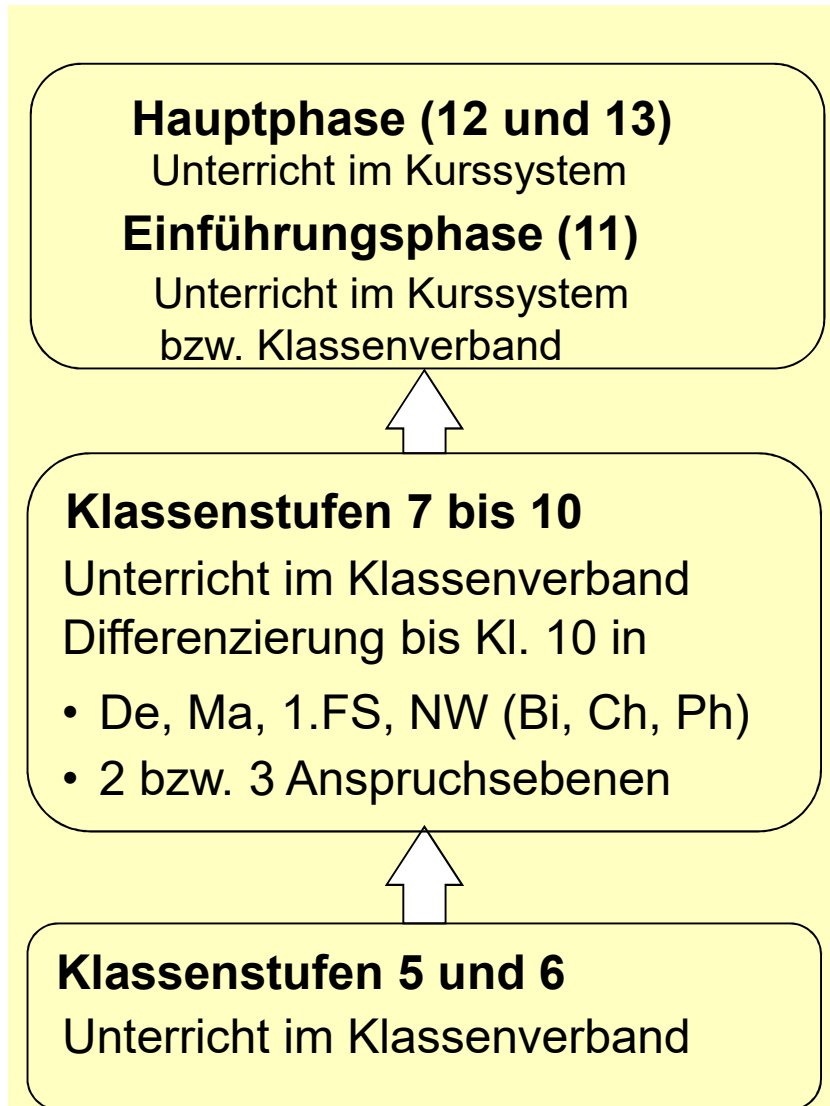 Hauptphase (12 und 13)
Unterricht im Kurssystem
Einführungsphase (11)
Unterricht im Kurssystem
bzw. Klassenverband
Klassenstufen 7 bis 10
Unterricht im Klassenverband
Differenzierung bis Kl. 10 in
• De, Ma, 1.FS, NW (Bi, Ch, Ph)
• 2 bzw. 3 Anspruchsebenen
Klassenstufen 5 und 6
Unterricht im Klassenverband